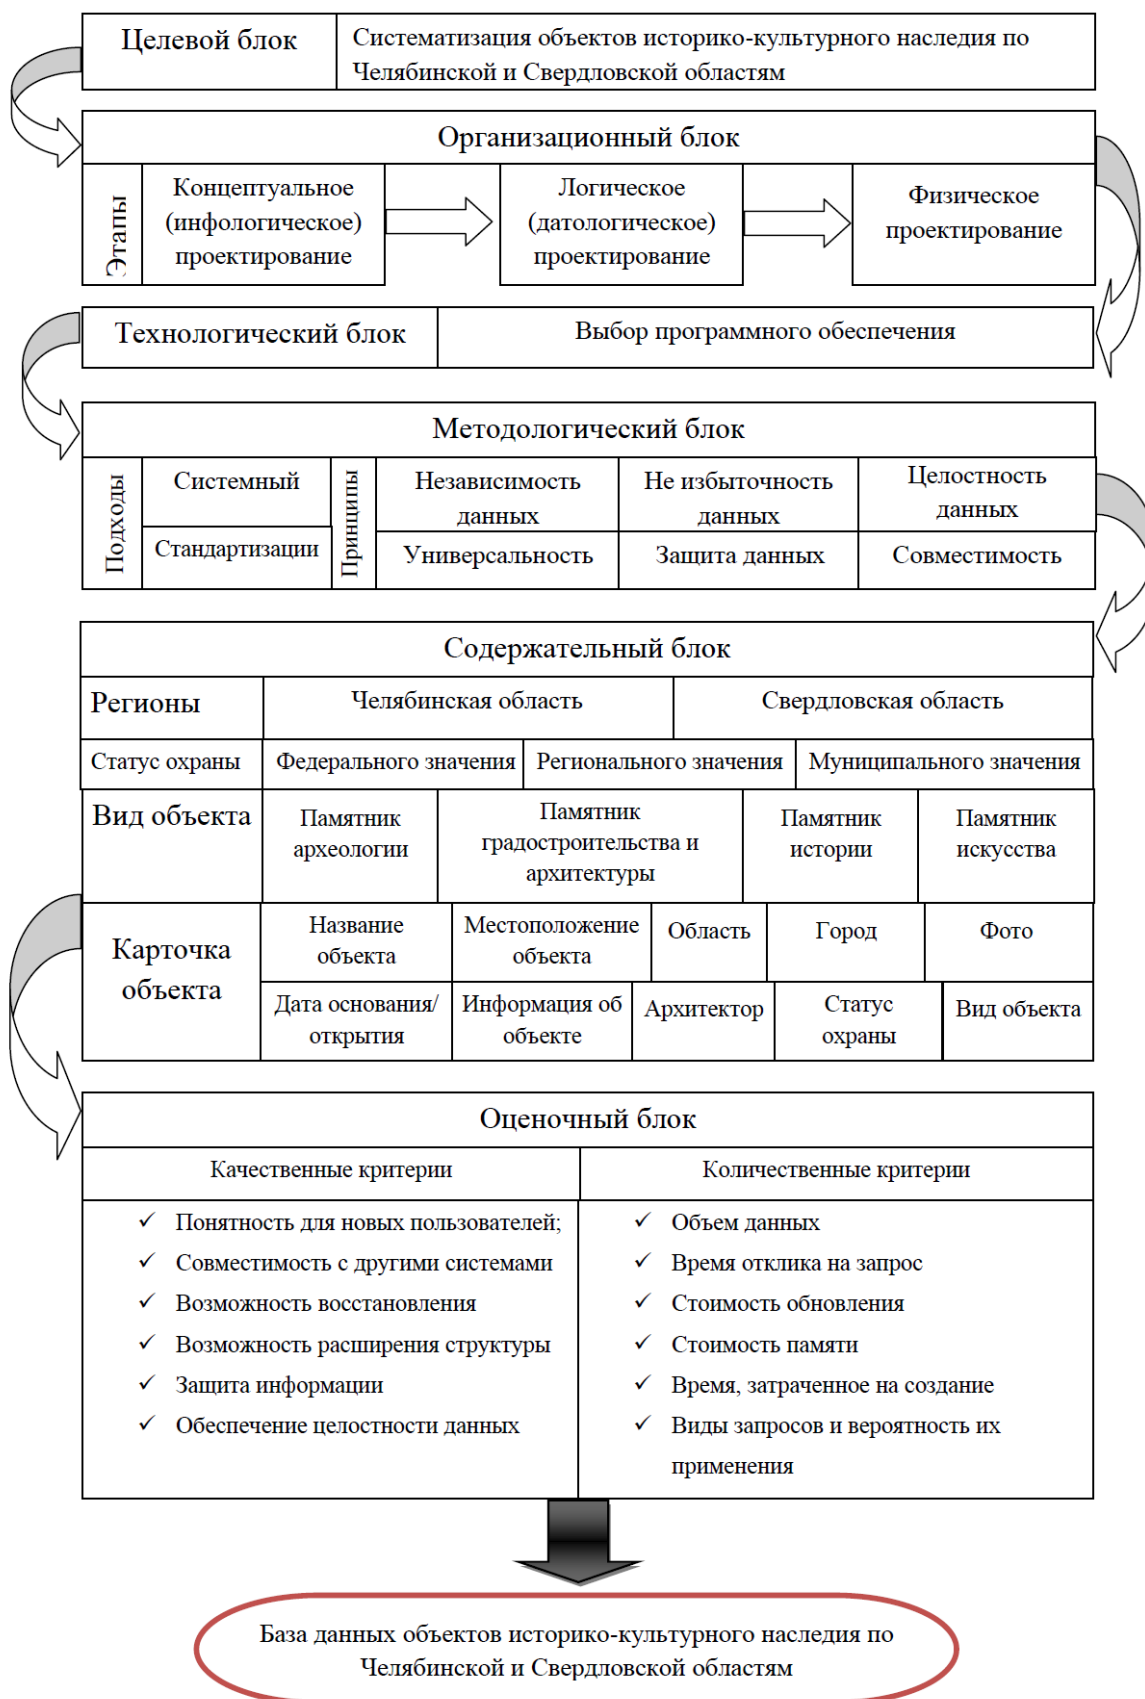 Целевой блок
Систематизация объектов историко-культурного наследия по
Челябинской и Свердловской областям
Организационный блок
Этапы
Концептуальное
(инфологическое)
проектирование
Логическое
(датологическое)
проектирование
Физическое
проектирование
Технологический блок
Выбор программного обеспечения
Методологический блок
Подходы
Системный
Стандартизации
Принципы
Независимость
данных
Не избыточность
данных
Целостность
данных
Универсальность
Защита данных
Совместимость
Содержательный блок
Регионы
Челябинская область
Свердловская область
Статус охраны
Федерального значения
Регионального значения
Муниципального значения
Вид объекта
Памятник
археологии
Памятник
градостроительства и
архитектуры
Памятник
истории
Памятник
искусства
Карточка
объекта
Название
объекта
Местоположение
объекта
Область
Город
Фото
Дата основания/
открытия
Информация об
объекте
Архитектор
Статус
охраны
Вид объекта
Оценочный блок
Качественные критерии
Количественные критерии
✓ Понятность для новых пользователей;
✓ Совместимость с другими системами
✓ Возможность восстановления
✓ Возможность расширения структуры
✓ Защита информации
✓ Обеспечение целостности данных
✓ Объем данных
✓ Время отклика на запрос
✓ Стоимость обновления
✓ Стоимость памяти
✓ Время, затраченное на создание
✓ Виды запросов и вероятность их
применения
База данных объектов историко-культурного наследия по
Челябинской и Свердловской областям